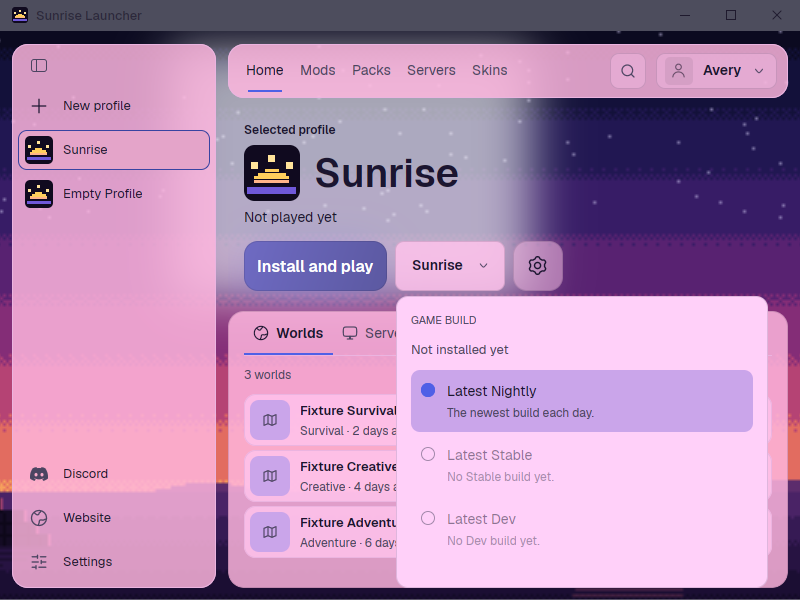 Sunrise Launcher
New profile
Sunrise
Empty Profile
Discord
Website
Settings
Home Mods Packs Servers Skins
Avery
Selected profile
Sunrise
Not played yet
Install and play
Sunrise
Worlds
3 worlds
Fixture Survival
Survival · 2 days
Fixture Creative
Creative · 4 days
Fixture
Adventure · 6 days
GAME BUILD
Not installed yet
Latest Nightly
The newest build each day.
Latest Stable
No Stable build yet.
Latest Dev
No Dev build yet.